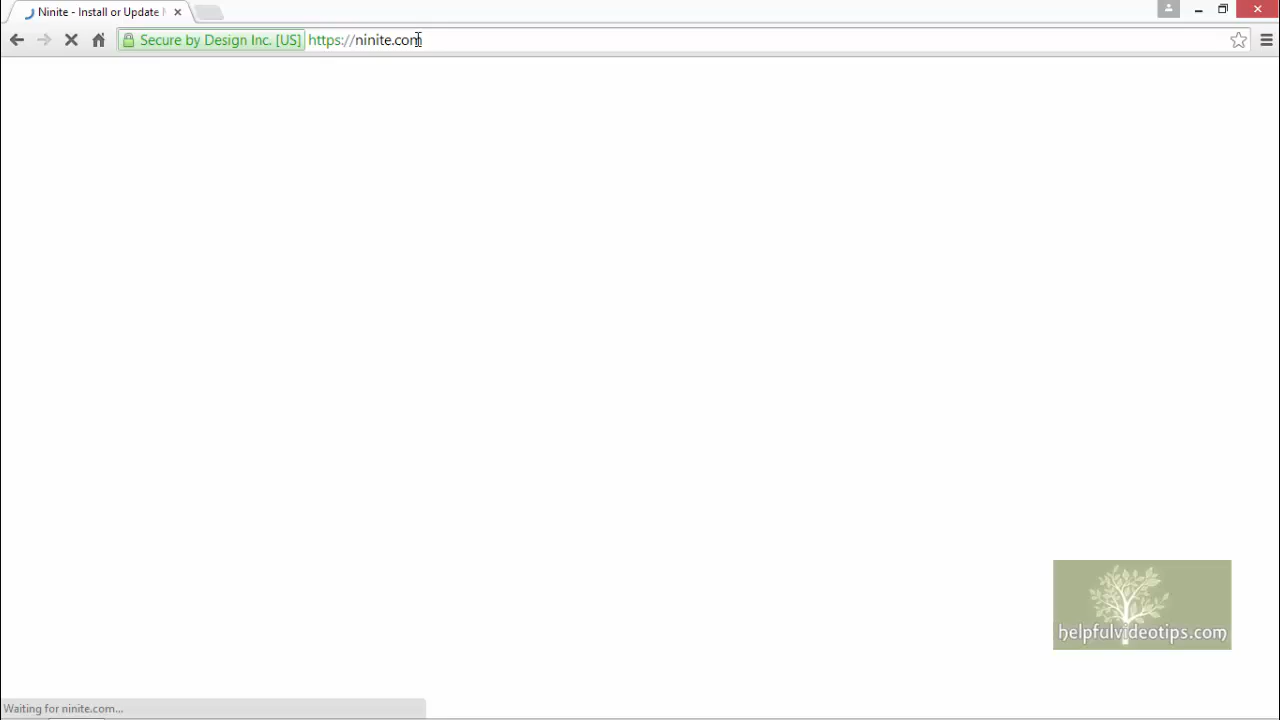 Ninite - Install or Update
Secure by Design Inc. [US] https://ninite.com
helpfulvideotips.com
Waiting for ninite.com...